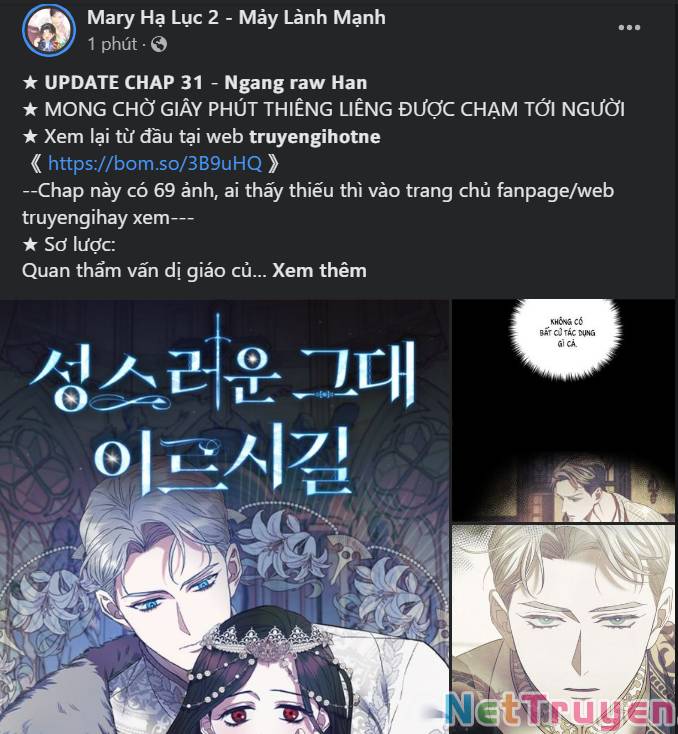 Mary Hạ Lục 2 - Mảy Lành Mạnh
1 phút ·
★ UPDATE CHAP 31 - Ngang raw Han
★ MONG CHỜ GIÂY PHÚT THIÊNG LIÊNG ĐƯỢC CHẠM TỚI NGƯỜI
★ Xem lại từ đầu tại web truyengihotne
《 https://bom.so/3B9uHQ 》
--Chap này có 69 ảnh, ai thấy thiếu thì vào trang chủ fanpage/web
truyengihay xem---
★ Sơ lược:
Quan thẩm vấn dị giáo củ... Xem thêm
성스러운 그대
이르시길
KHÔNG CÓ
BẤT CỨ TÁC DỤNG
GÌ CẢ.
NetTruyen